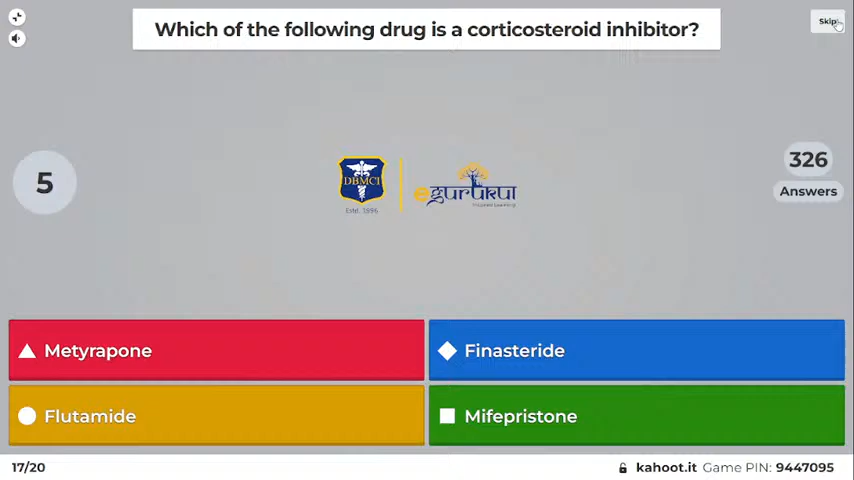 Which of the following drug is a corticosteroid inhibitor?
Skip
5
DBMCI
Estd. 1996
egurukul
326
Answers
Metyrapone
Finasteride
Flutamide
Mifepristone
17/20
kahoot.it Game PIN: 9447095